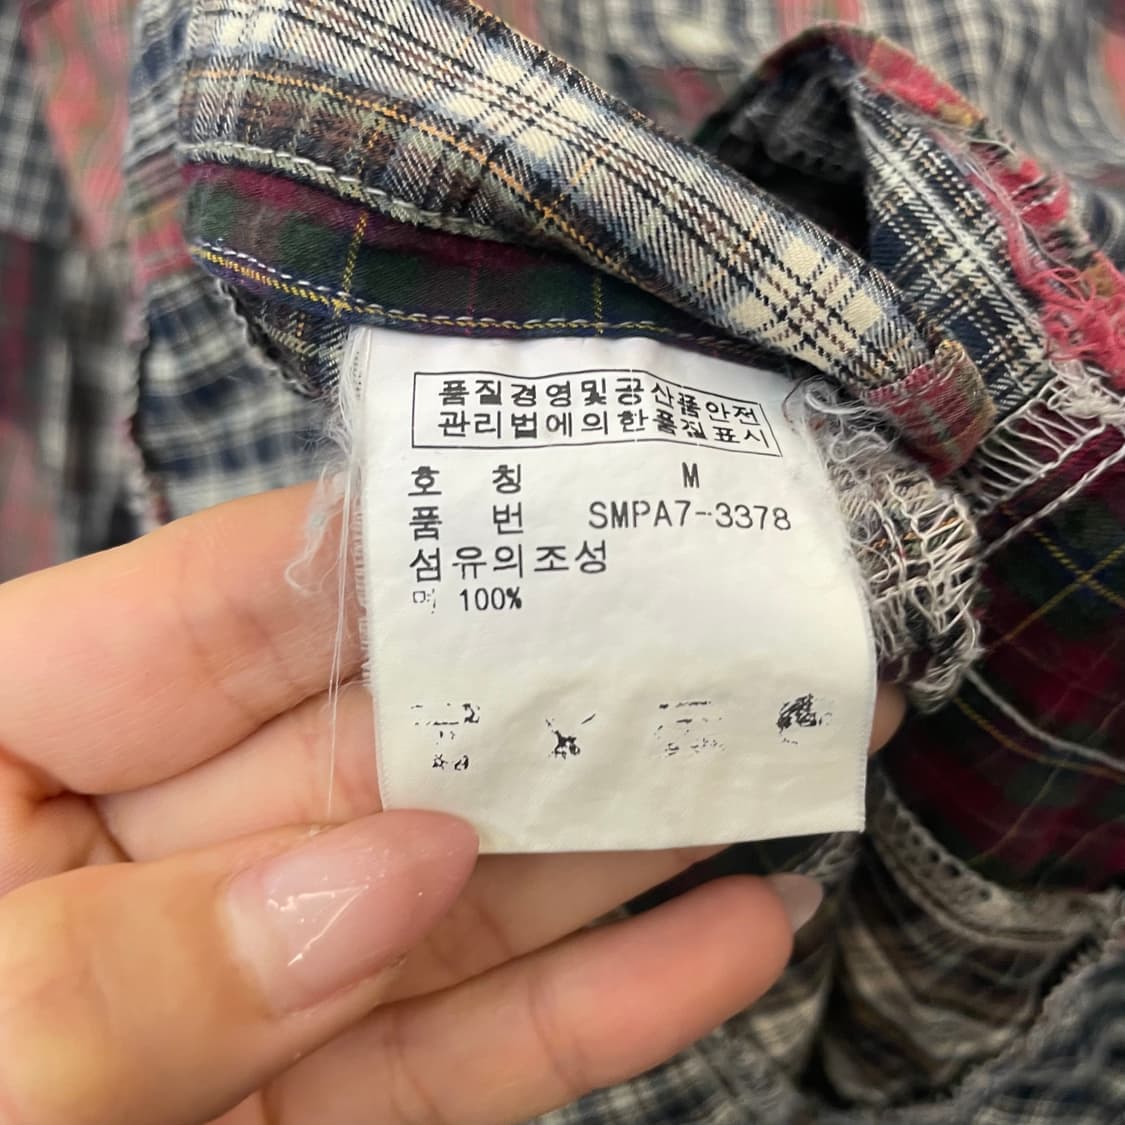 품질경영및공산품안전
관리법에의한품질표시
호 칭 M
품 번 SMPA7-3378
섬유의조성
면 100%